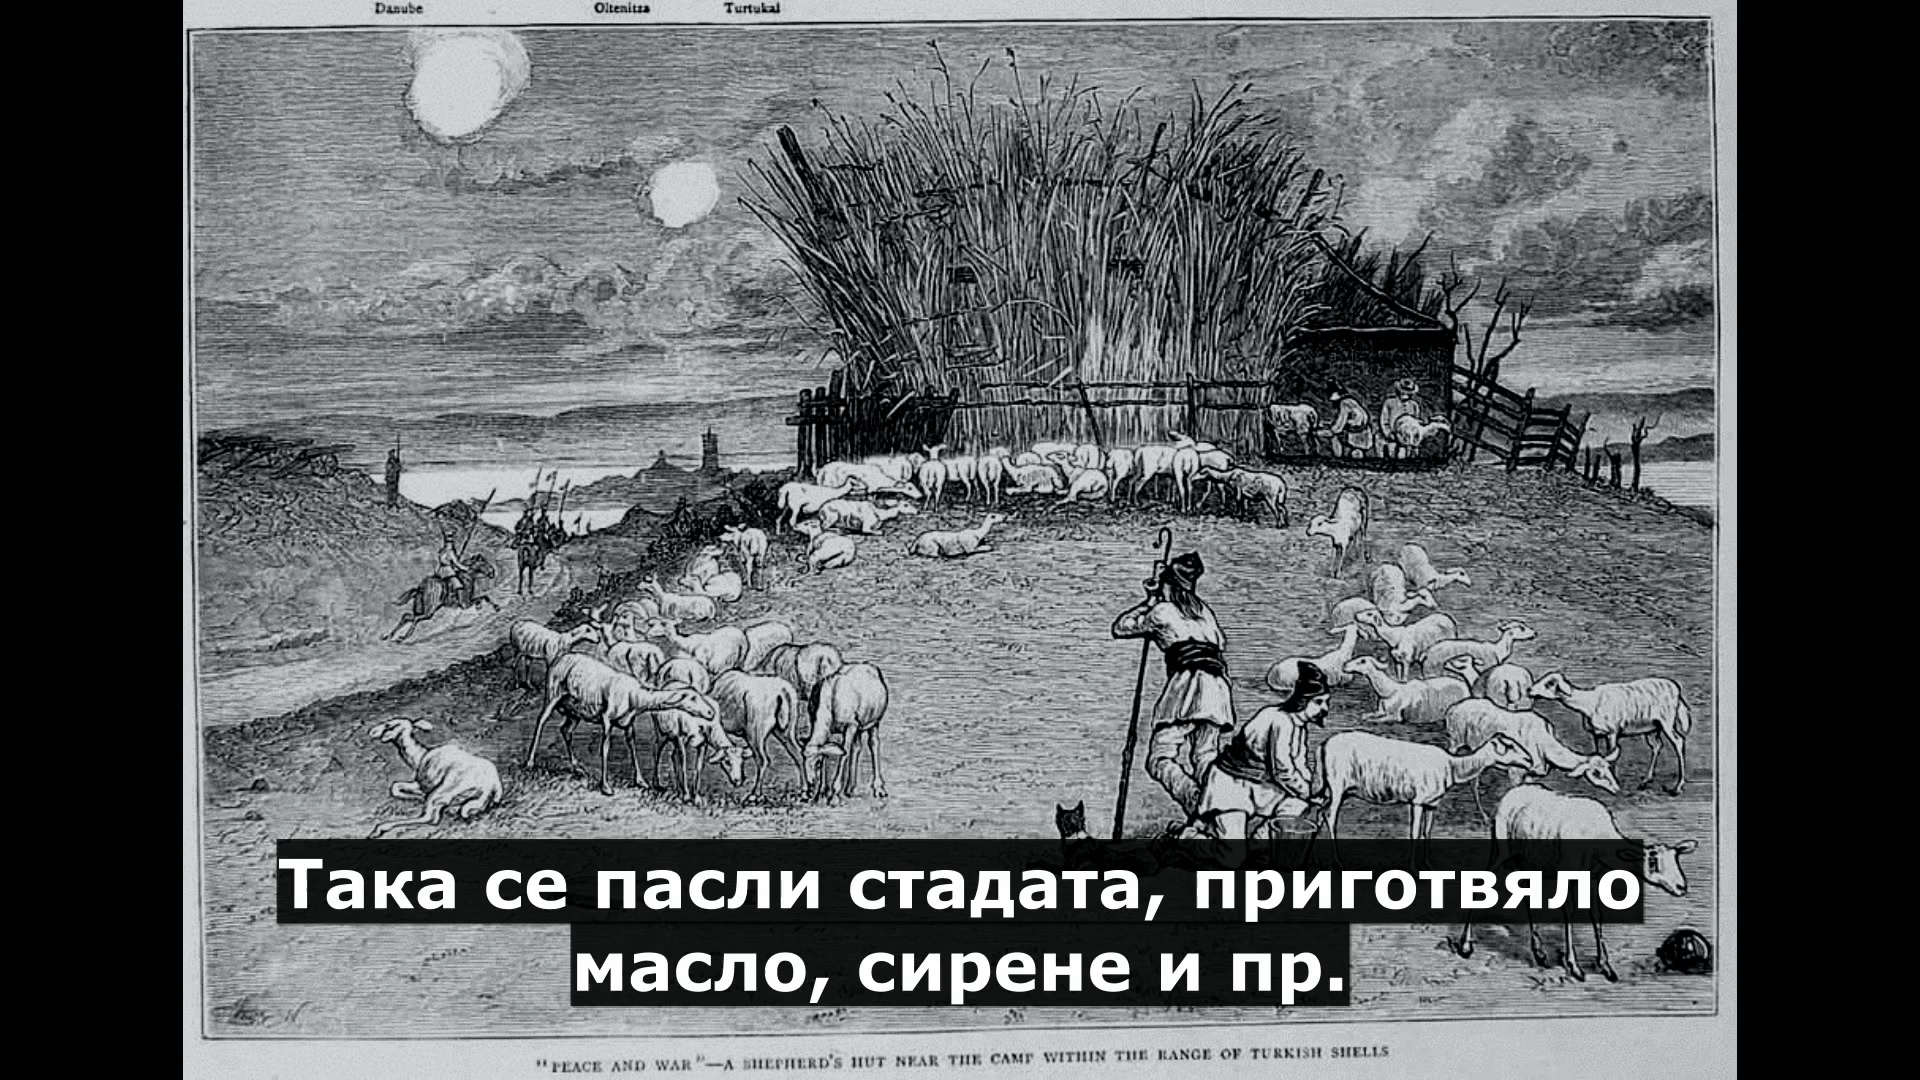 Danube Oltenitza Turtukai
Така се пасли стадата, приготвяло
масло, сирене и пр.
"PEACE AND WAR"—A SHEPHERD'S HUT NEAR THE CAMP WITHIN THE RANGE OF TURKISH SHELLS